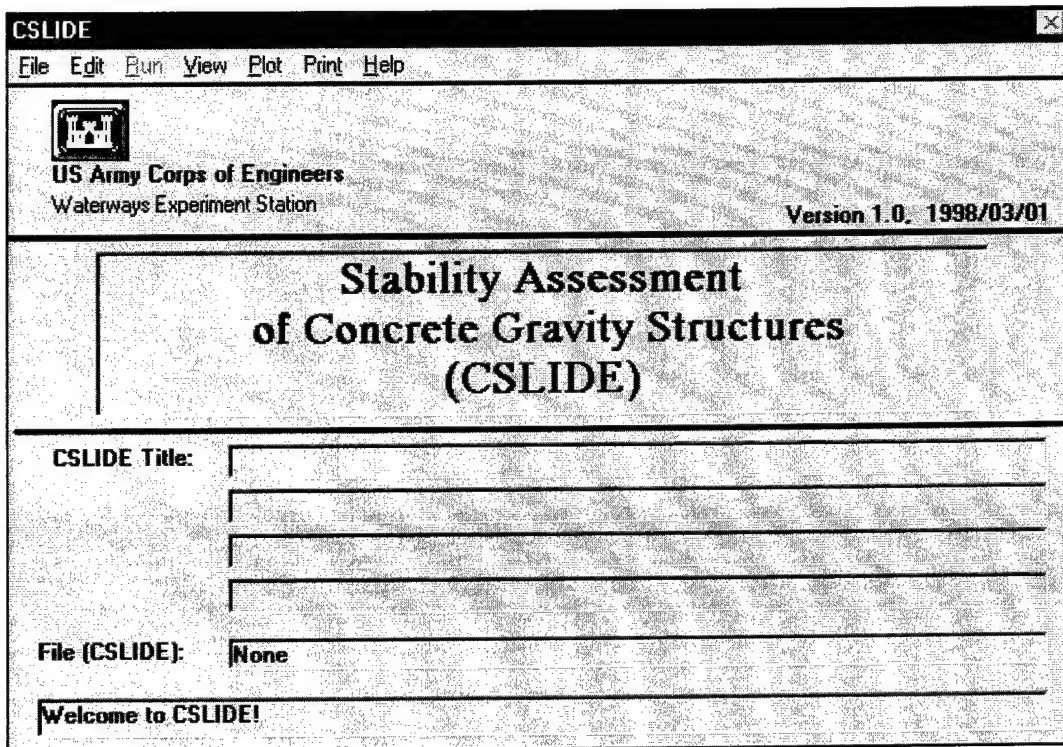 CSLIDE
File Edit Run View Plot Print Help
US Army Corps of Engineers
Waterways Experiment Station
Version 1.0, 1998/03/01
Stability Assessment
of Concrete Gravity Structures
(CSLIDE)
CSLIDE Title:
File (CSLIDE): None
Welcome to CSLIDE!